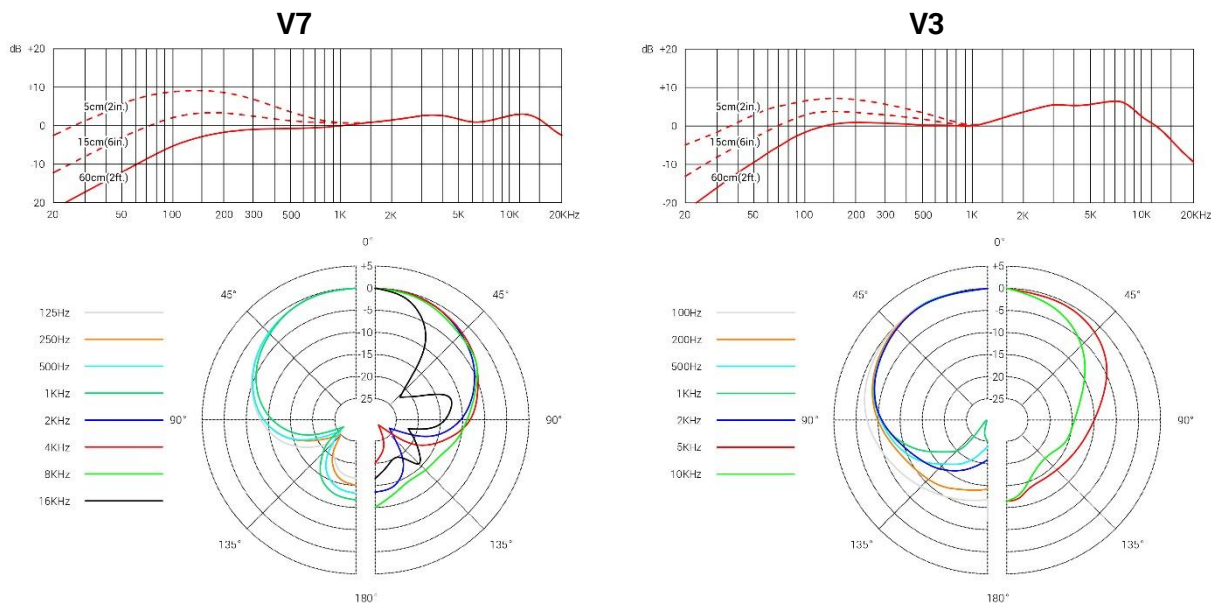 V7
dB
+20
+10
0
-10
20
5cm(2in.)
15cm(6in.)
60cm(2ft.)
20 50 100 200 300 500 1K 2K 5K 10K 20KHz
0°
+5
0
-5
-10
-15
20
25
45°
45°
90°
90°
135°
135°
180°
125Hz
250Hz
500Hz
1KHz
2KHz
4KHz
8KHz
16KHz
V3
dB
+20
+10
0
-10
-20
5cm(2in.)
15cm(6in.)
60cm(2ft.)
20 50 100 200 300 500 1K 2K 5K 10K 20KHz
0°
+5
0
-5
-10
-15
20
25
45°
45°
90°
90°
135°
135°
180°
100Hz
200Hz
500Hz
1KHz
2KHz
5KHz
10KHz